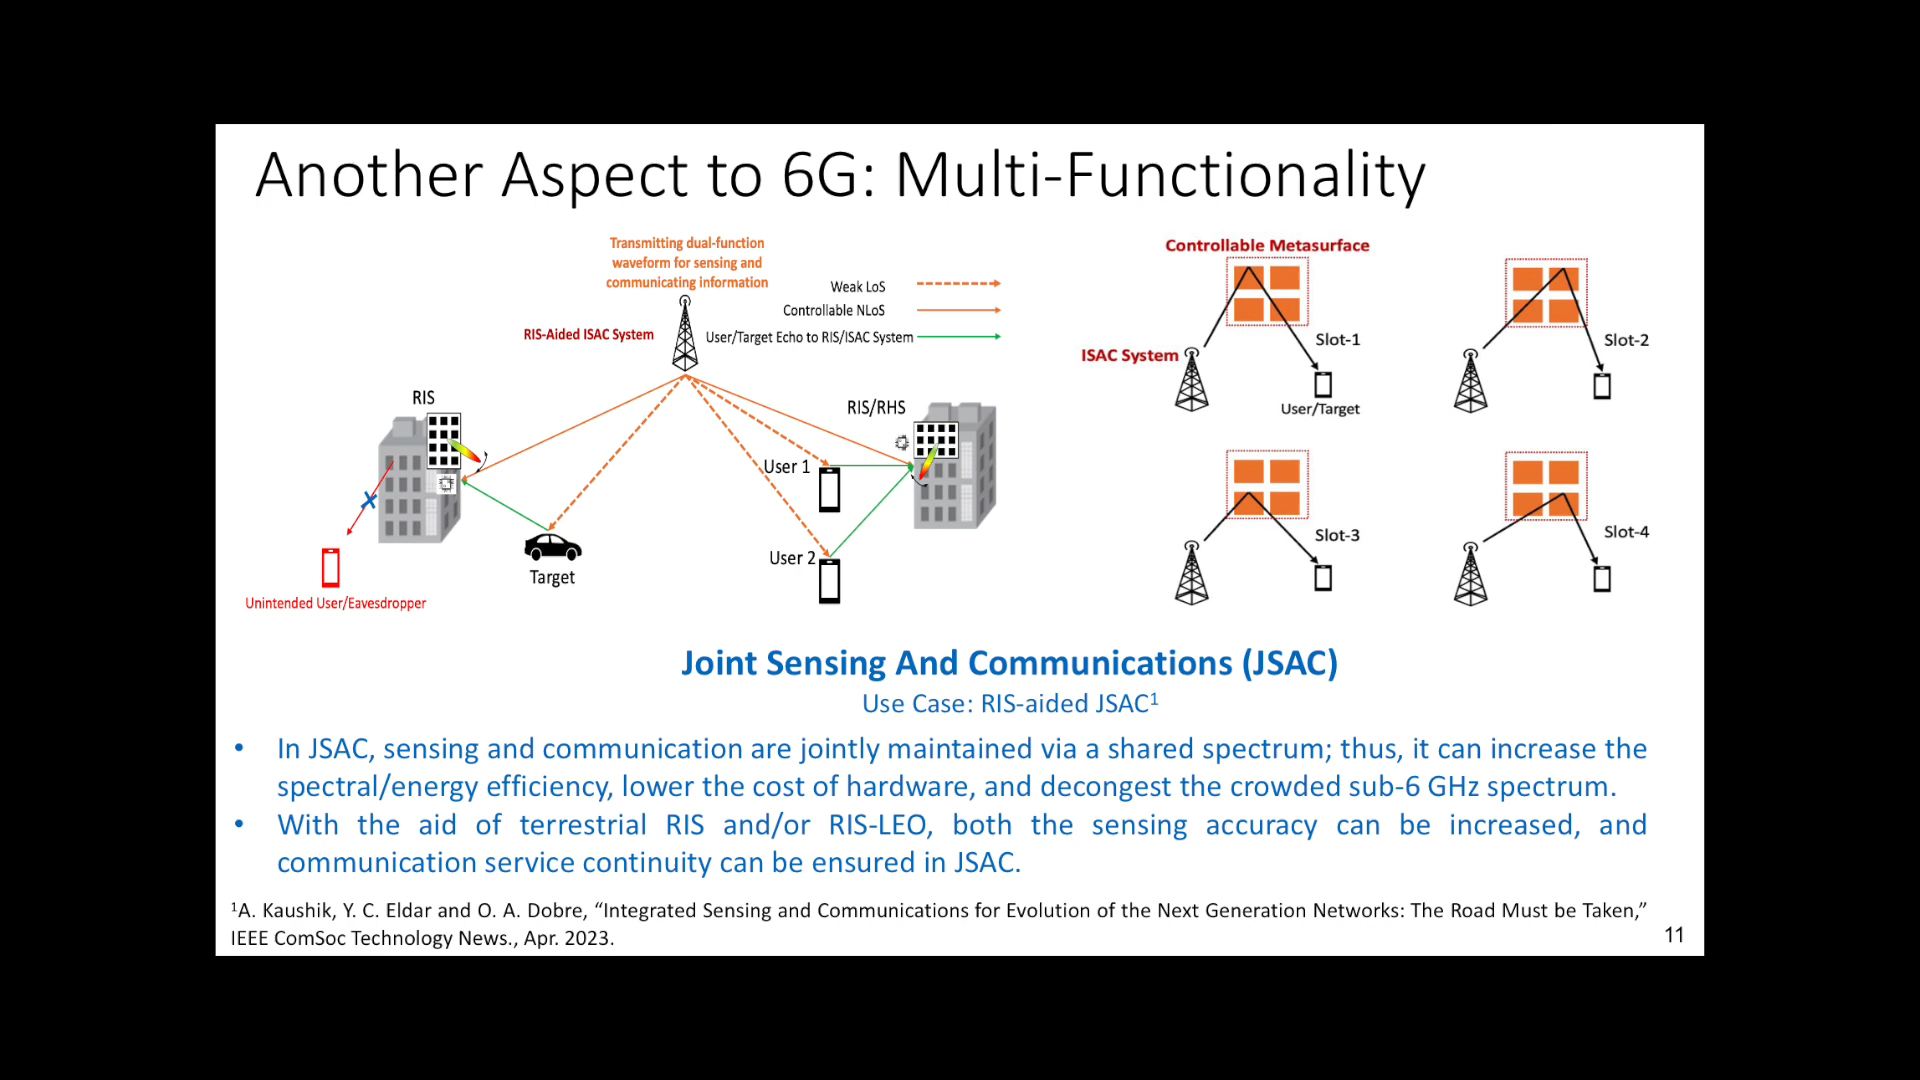 Another Aspect to 6G: Multi-Functionality
Transmitting dual-function
waveform for sensing and
communicating information
Weak LoS
Controllable NLoS
RIS-Aided ISAC System
User/Target Echo to RIS/ISAC System
RIS
RIS/RHS
User 1
User 2
Target
Unintended User/Eavesdropper
Controllable Metasurface
ISAC System
Slot-1
User/Target
Slot-2
Slot-3
Slot-4
Joint Sensing And Communications (JSAC)
Use Case: RIS-aided JSAC¹
• In JSAC, sensing and communication are jointly maintained via a shared spectrum; thus, it can increase the
spectral/energy efficiency, lower the cost of hardware, and decongest the crowded sub-6 GHz spectrum.
• With the aid of terrestrial RIS and/or RIS-LEO, both the sensing accuracy can be increased, and
communication service continuity can be ensured in JSAC.
¹A. Kaushik, Y. C. Eldar and O. A. Dobre, “Integrated Sensing and Communications for Evolution of the Next Generation Networks: The Road Must be Taken,”
IEEE ComSoc Technology News., Apr. 2023.
11